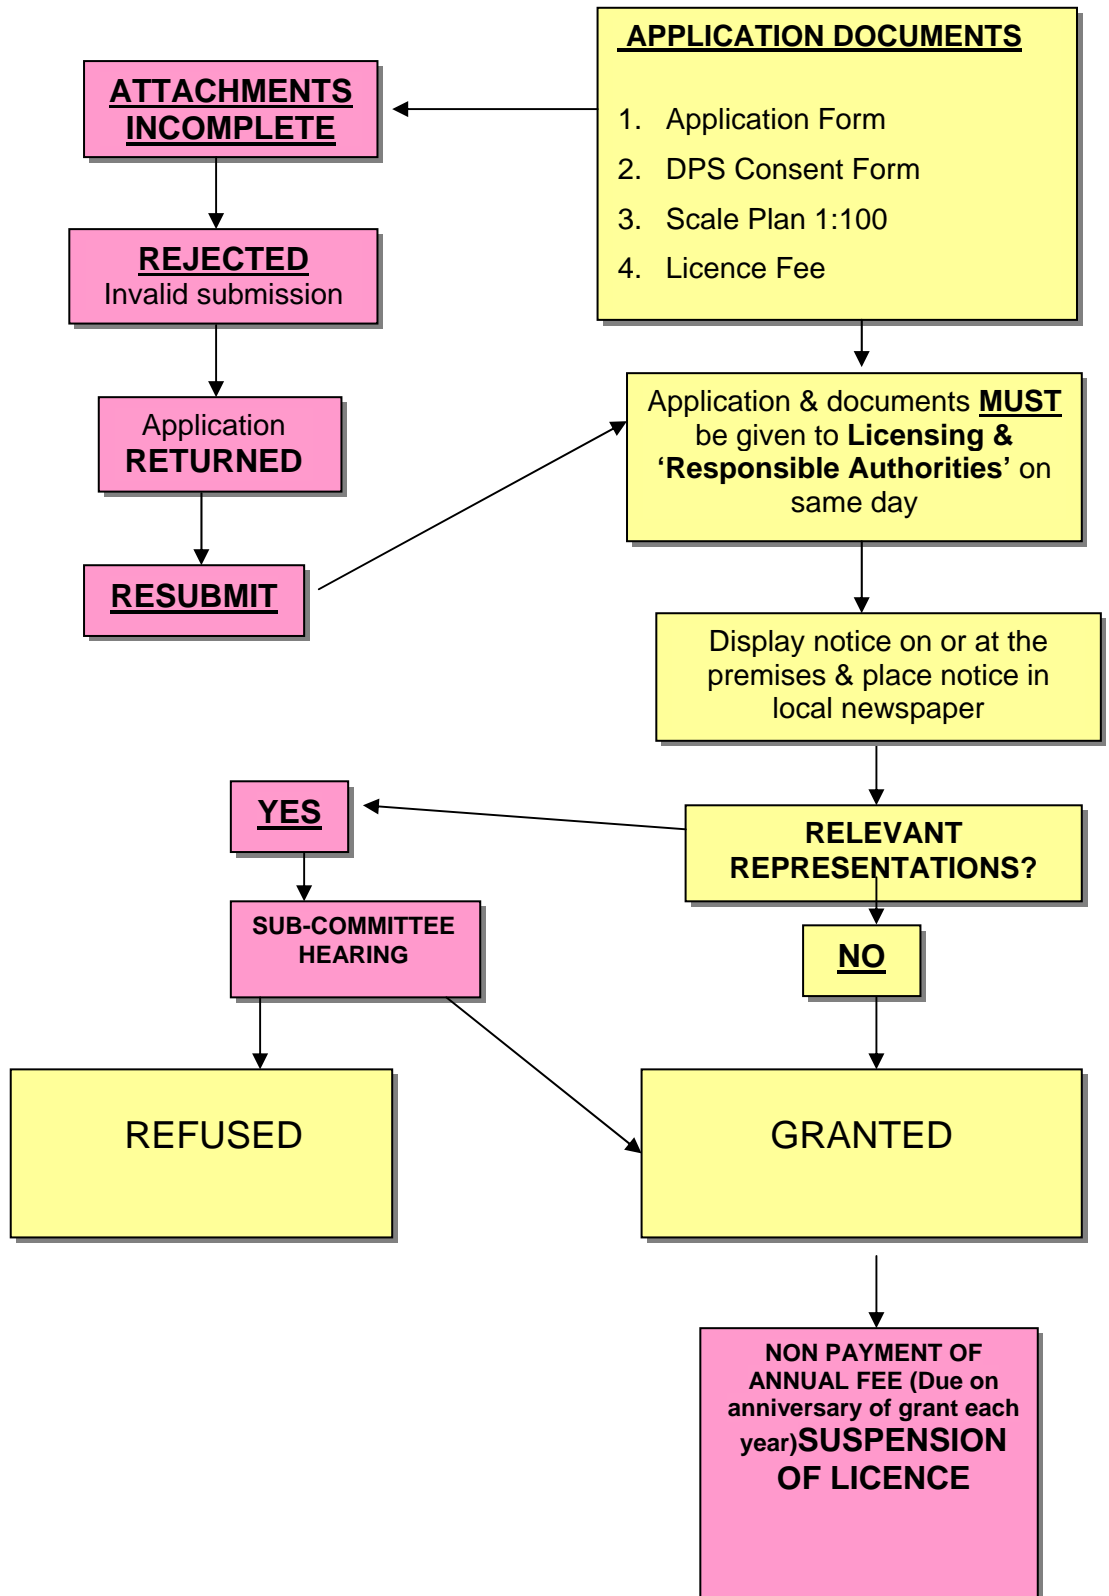 APPLICATION DOCUMENTS
1. Application Form
2. DPS Consent Form
3. Scale Plan 1:100
4. Licence Fee
ATTACHMENTS
INCOMPLETE
REJECTED
Invalid submission
Application
RETURNED
RESUBMIT
Application & documents MUST
be given to Licensing &
‘Responsible Authorities’ on
same day
Display notice on or at the
premises & place notice in
local newspaper
RELEVANT
REPRESENTATIONS?
YES
SUB-COMMITTEE
HEARING
NO
REFUSED
GRANTED
NON PAYMENT OF
ANNUAL FEE (Due on
anniversary of grant each
year)SUSPENSION
OF LICENCE